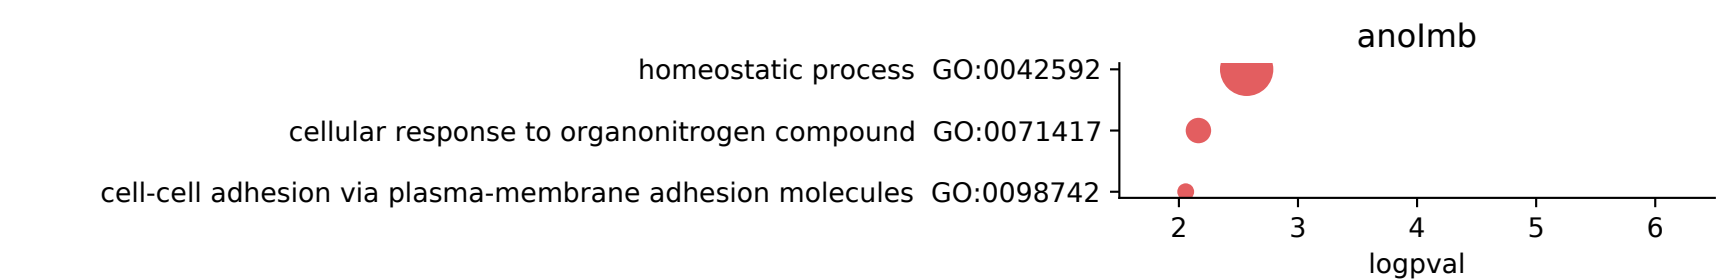 anolmb
homeostatic process GO:0042592
cellular response to organonitrogen compound GO:0071417
cell-cell adhesion via plasma-membrane adhesion molecules GO:0098742
2 3 4 5 6
logpval